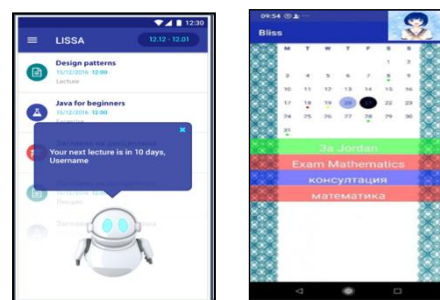 12:30
LISSA
12.12 - 12.01
Design patterns
15/12/2016 12:00
Lecture
Java for beginners
16/12/2016 12:00
Your next lecture is in 10 days,
Username
09:54
Bliss
M T W T F S S
1 2
3 4 5 6 7 8 9
10 11 12 13 14 15 16
17 18 19 20 21 22 23
24 25 26 27 28 29 30
31
За Jordan
Exam Mathematics
консултация
математика